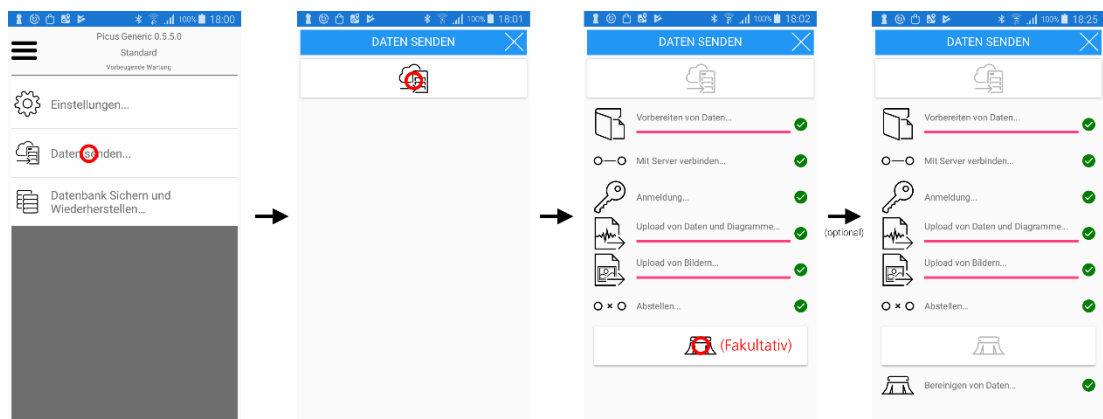 100% 18:00
Picus Generic 0.5.5.0
Standard
Vorbeugende Wartung
Einstellungen...
Daten senden...
Datenbank Sichern und
Wiederherstellen...
100% 18:01
DATEN SENDEN
100% 18:02
DATEN SENDEN
Vorbereiten von Daten...
Mit Server verbinden...
Anmeldung...
Upload von Daten und Diagramme...
Upload von Bildern...
Abstellen...
(Fakultativ)
(optional)
100% 18:25
DATEN SENDEN
Vorbereiten von Daten...
Mit Server verbinden...
Anmeldung...
Upload von Daten und Diagramme...
Upload von Bildern...
Abstellen...
Bereinigen von Daten...